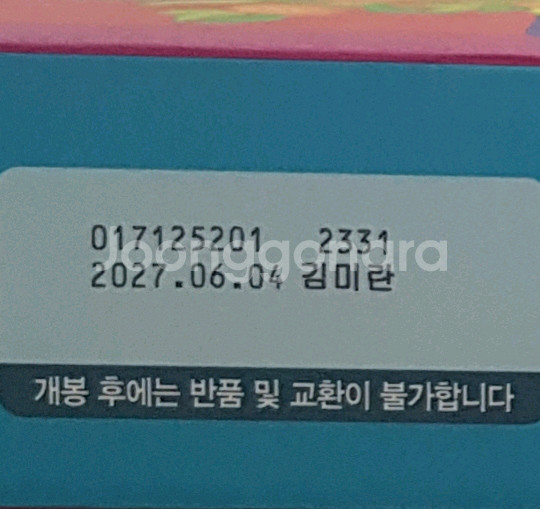 017125201 2331
Joonggonara
2027.06.04 김미란
개봉 후에는 반품 및 교환이 불가합니다